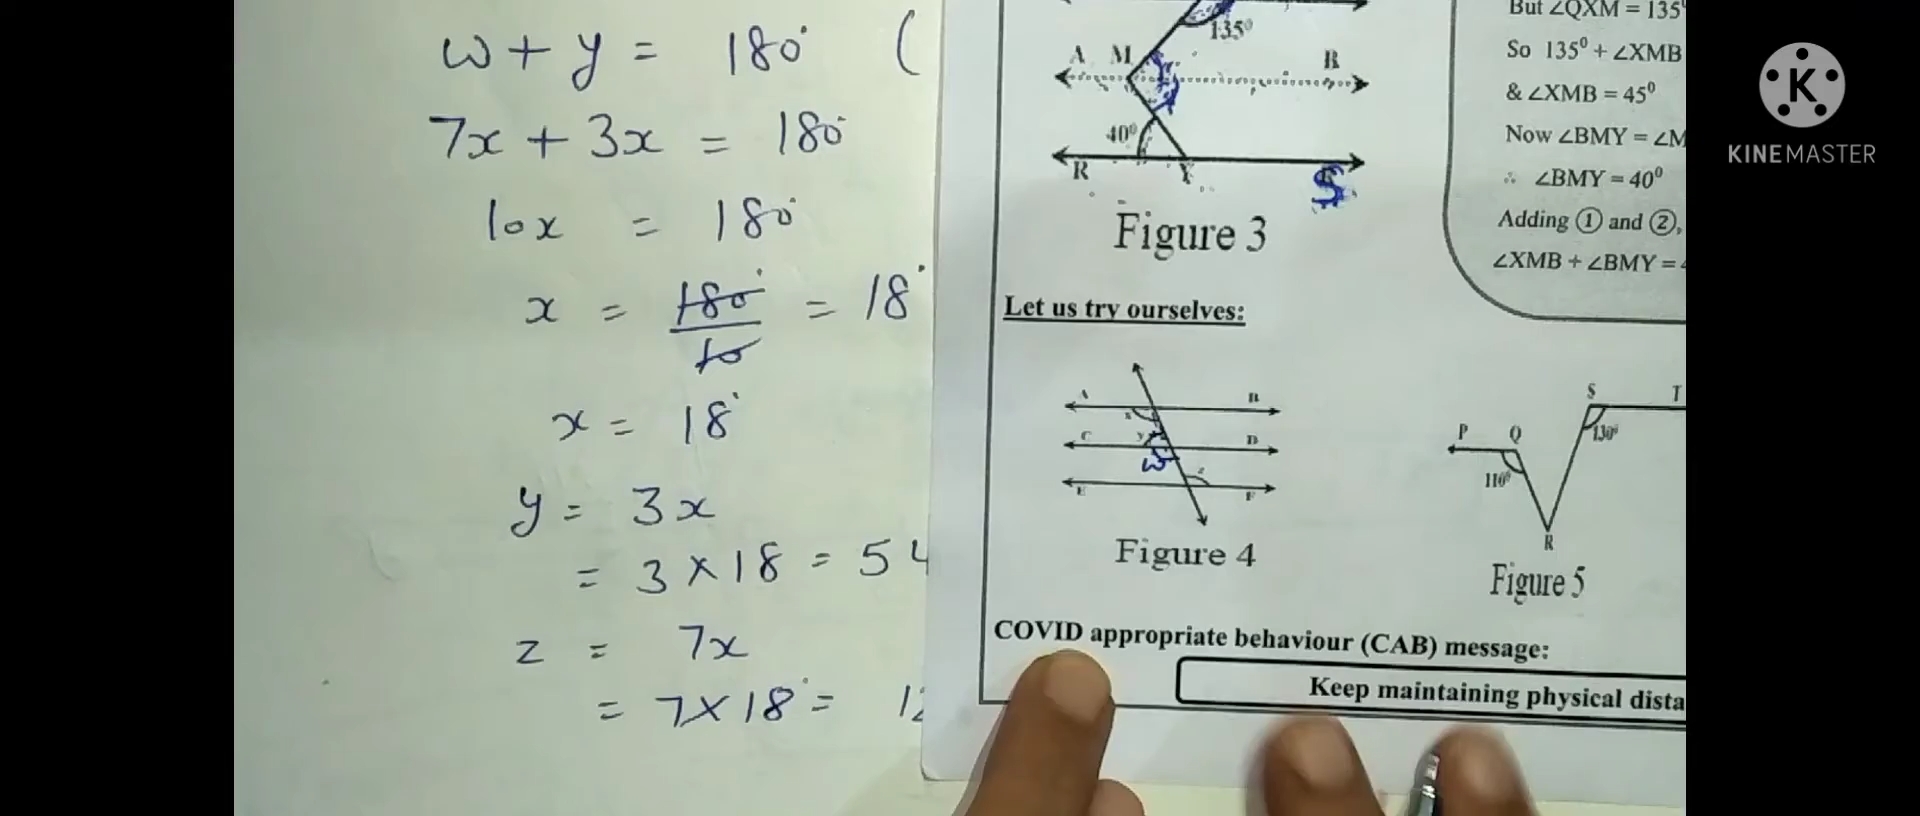 w + y = 180° (
7x + 3x = 180°
10x = 180°
x = 180° / 10 = 18°
x = 18°
y = 3x
= 3 × 18 = 54
z = 7x
= 7 × 18° = 12
135°
A M B
40°
R Y S
Figure 3
Let us try ourselves:
A B
x
C y D
w
z
E F
Figure 4
S T
130°
P Q
110°
R
Figure 5
COVID appropriate behaviour (CAB) message:
Keep maintaining physical dista
But ∠QXM = 135°
So 135⁰ + ∠XMB
& ∠XMB = 45⁰
Now ∠BMY = ∠M
∴ ∠BMY = 40⁰
Adding ① and ②,
∠XMB + ∠BMY =
K
KINEMASTER